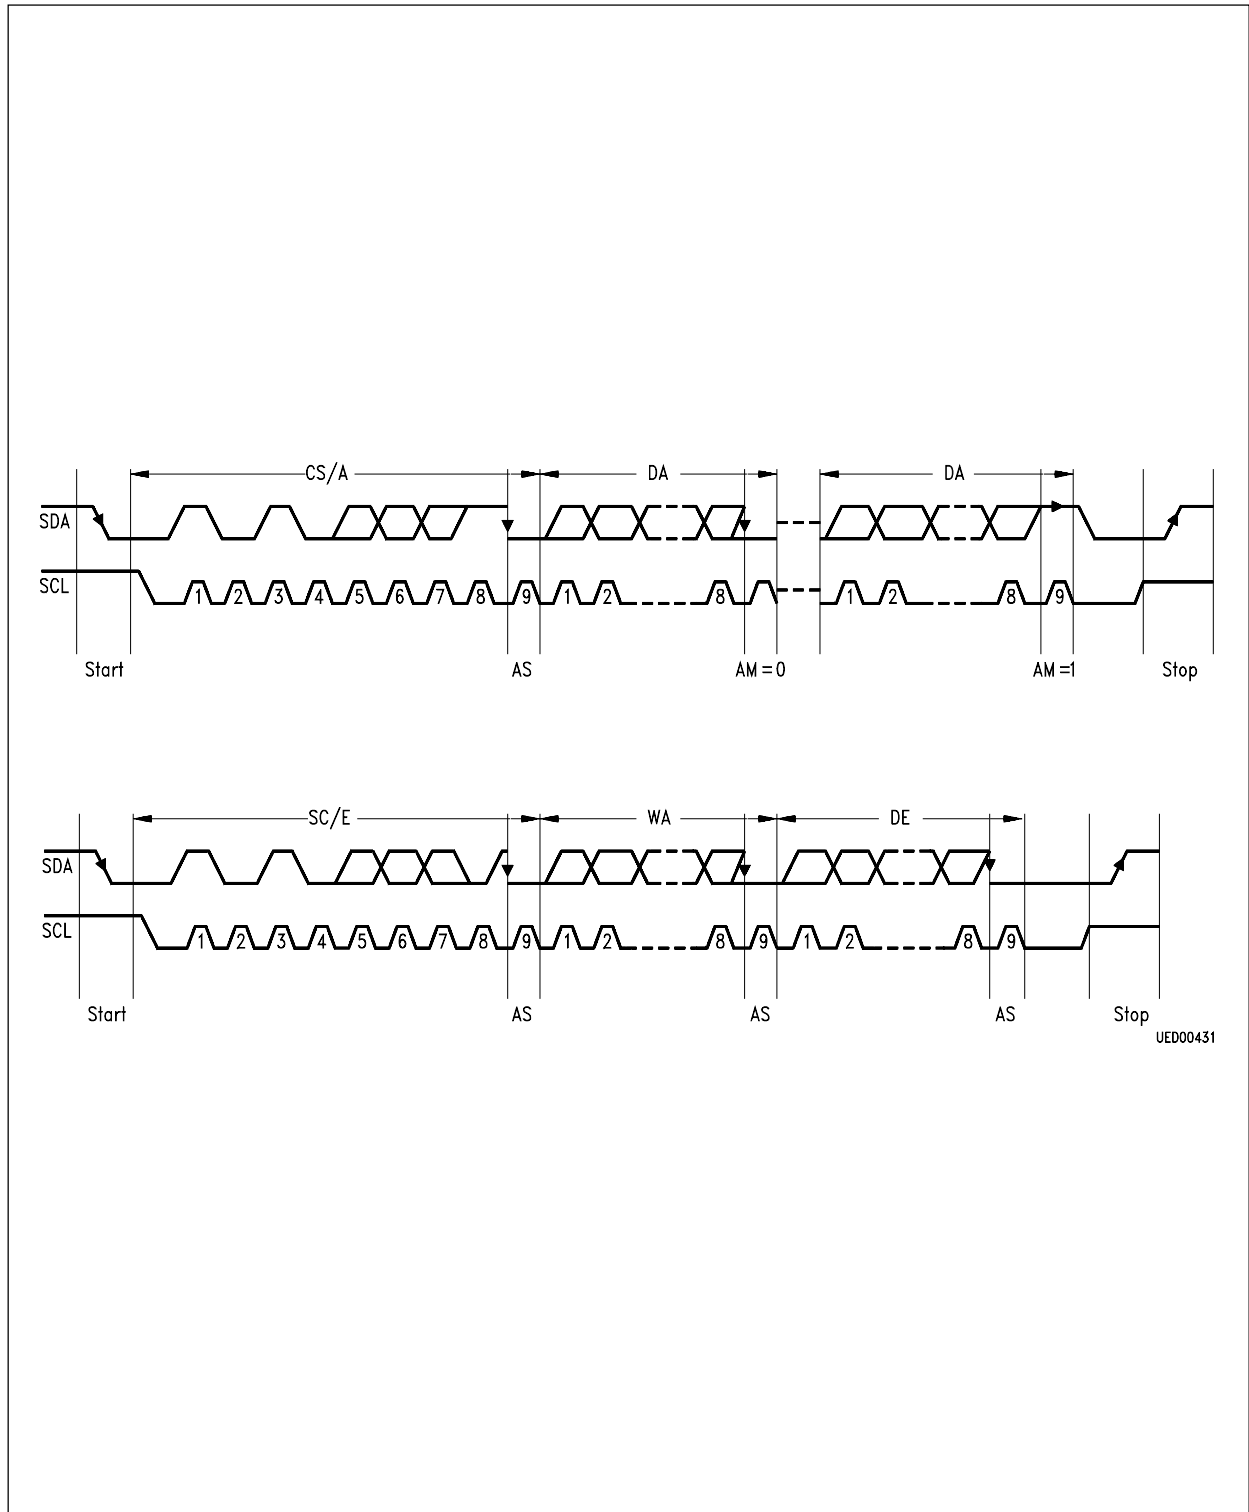 CS/A DA DA
SDA
SCL
1 2 3 4 5 6 7 8 9 1 2 8 1 2 8 9
Start AS AM = 0 AM =1 Stop
SC/E WA DE
SDA
SCL
1 2 3 4 5 6 7 8 9 1 2 8 9 1 2 8 9
Start AS AS AS Stop
UED00431